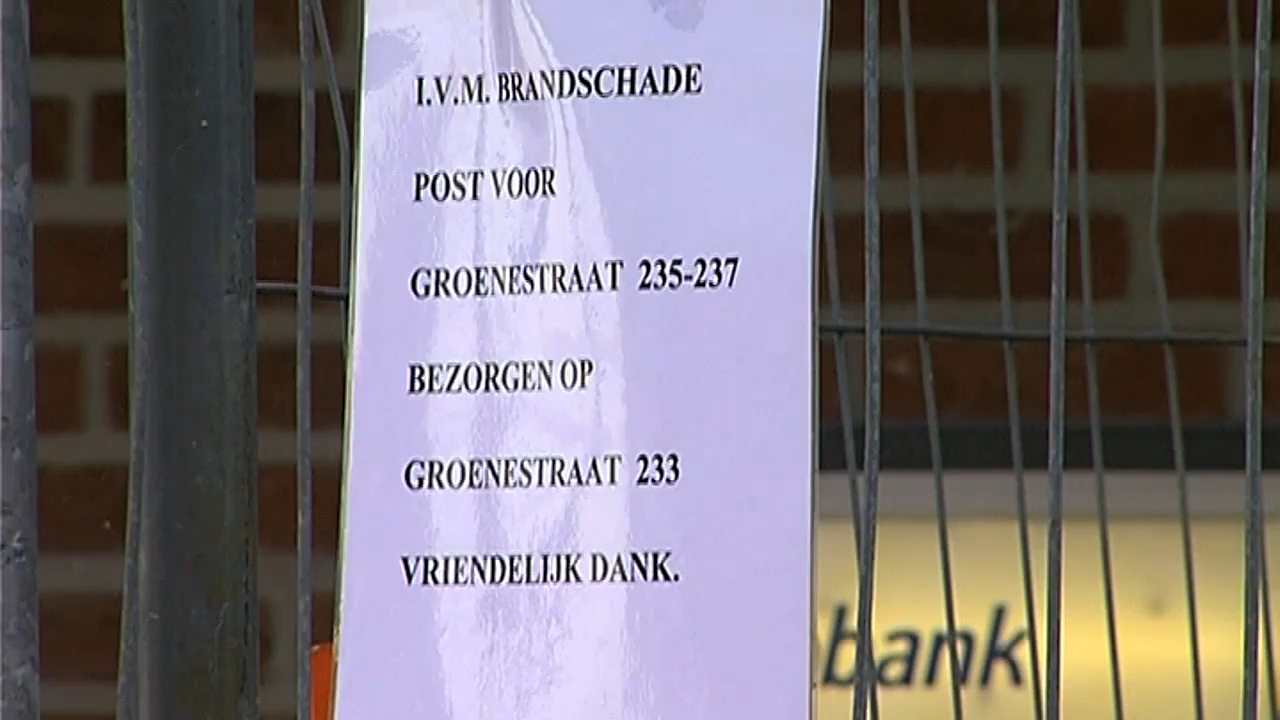 I.V.M. BRANDSCHADE
POST VOOR
GROENESTRAAT 235-237
BEZORGEN OP
GROENESTRAAT 233
VRIENDELIJK DANK.
bank